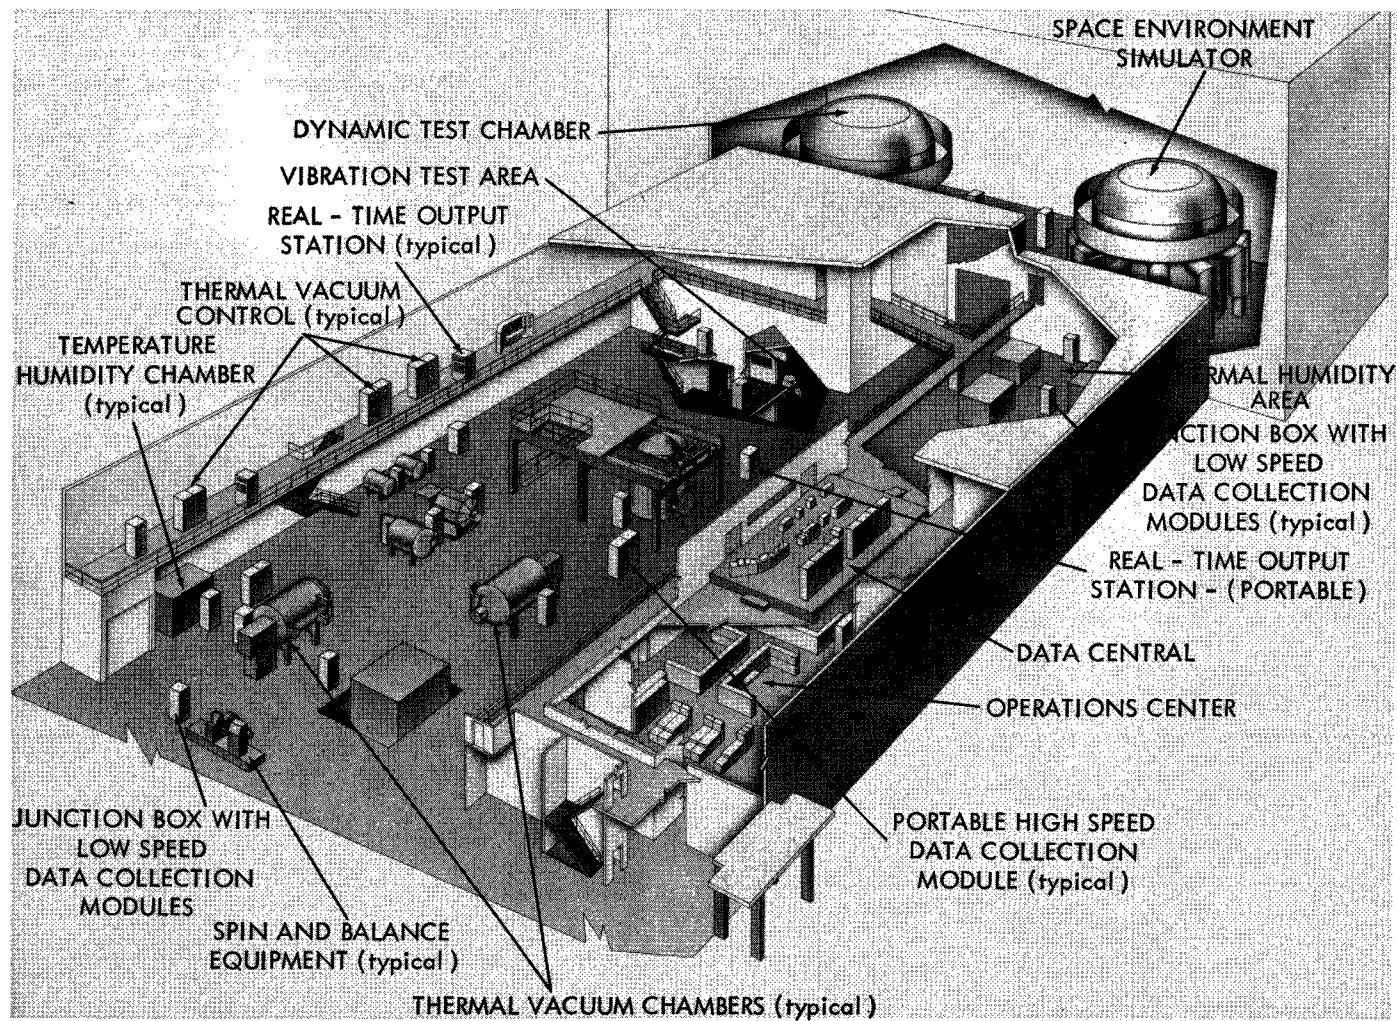 SPACE ENVIRONMENT
SIMULATOR
DYNAMIC TEST CHAMBER
VIBRATION TEST AREA
REAL - TIME OUTPUT
STATION (typical)
THERMAL VACUUM
CONTROL (typical)
TEMPERATURE
HUMIDITY CHAMBER
(typical)
HUMIDITY
AREA
BOX WITH
LOW SPEED
DATA COLLECTION
MODULES (typical)
REAL - TIME OUTPUT
STATION - (PORTABLE)
DATA CENTRAL
OPERATIONS CENTER
PORTABLE HIGH SPEED
DATA COLLECTION
MODULE (typical)
JUNCTION BOX WITH
LOW SPEED
DATA COLLECTION
MODULES
SPIN AND BALANCE
EQUIPMENT (typical)
THERMAL VACUUM CHAMBERS (typical)